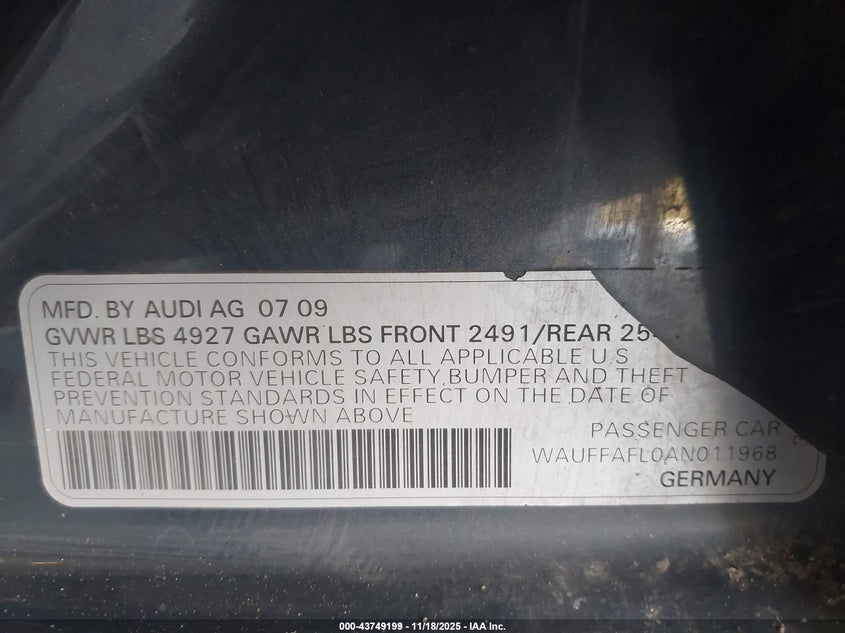 MFD. BY AUDI AG 07 09
GVWR LBS 4927 GAWR LBS FRONT 2491/REAR 25
THIS VEHICLE CONFORMS TO ALL APPLICABLE U.S
FEDERAL MOTOR VEHICLE SAFETY, BUMPER AND THEFT
PREVENTION STANDARDS IN EFFECT ON THE DATE OF
MANUFACTURE SHOWN ABOVE
PASSENGER CAR
WAUFFAFL0AN011968
GERMANY
000-43749199 - 11/18/2025 - IAA Inc.